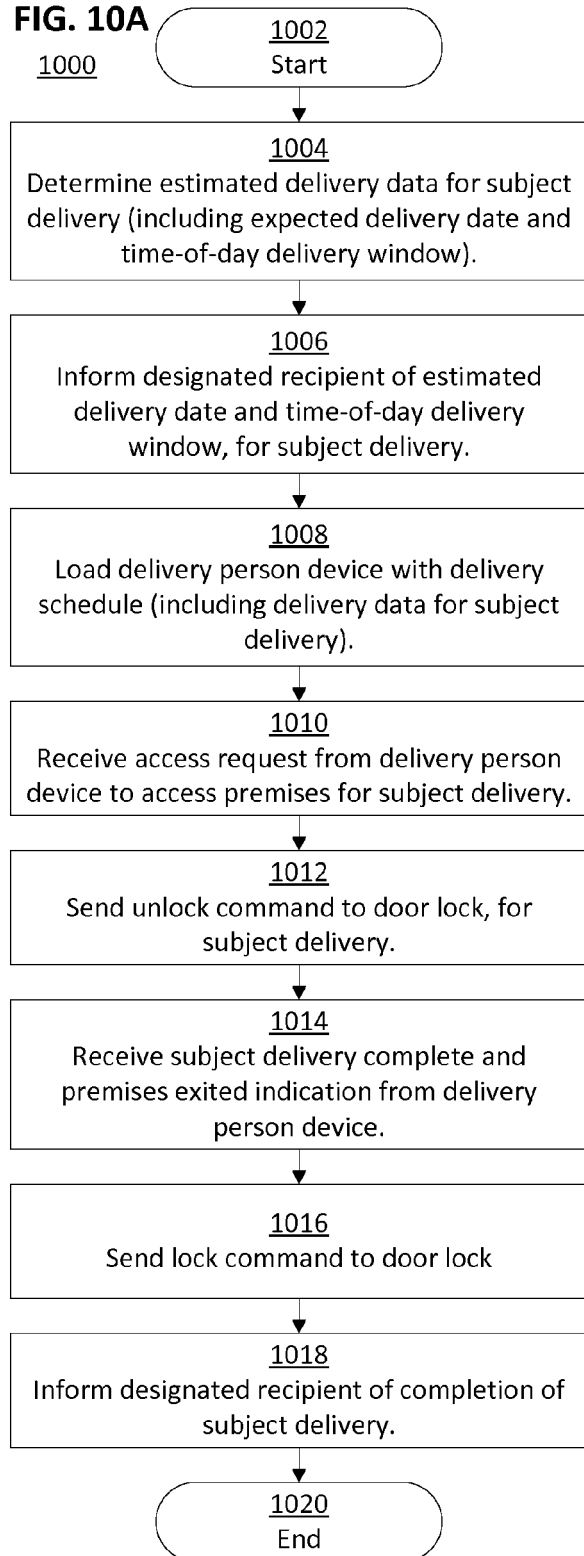 FIG. 10A
1000
1002
Start
1004
Determine estimated delivery data for subject
delivery (including expected delivery date and
time-of-day delivery window).
1006
Inform designated recipient of estimated
delivery date and time-of-day delivery
window, for subject delivery.
1008
Load delivery person device with delivery
schedule (including delivery data for subject
delivery).
1010
Receive access request from delivery person
device to access premises for subject delivery.
1012
Send unlock command to door lock, for
subject delivery.
1014
Receive subject delivery complete and
premises exited indication from delivery
person device.
1016
Send lock command to door lock
1018
Inform designated recipient of completion of
subject delivery.
1020
End